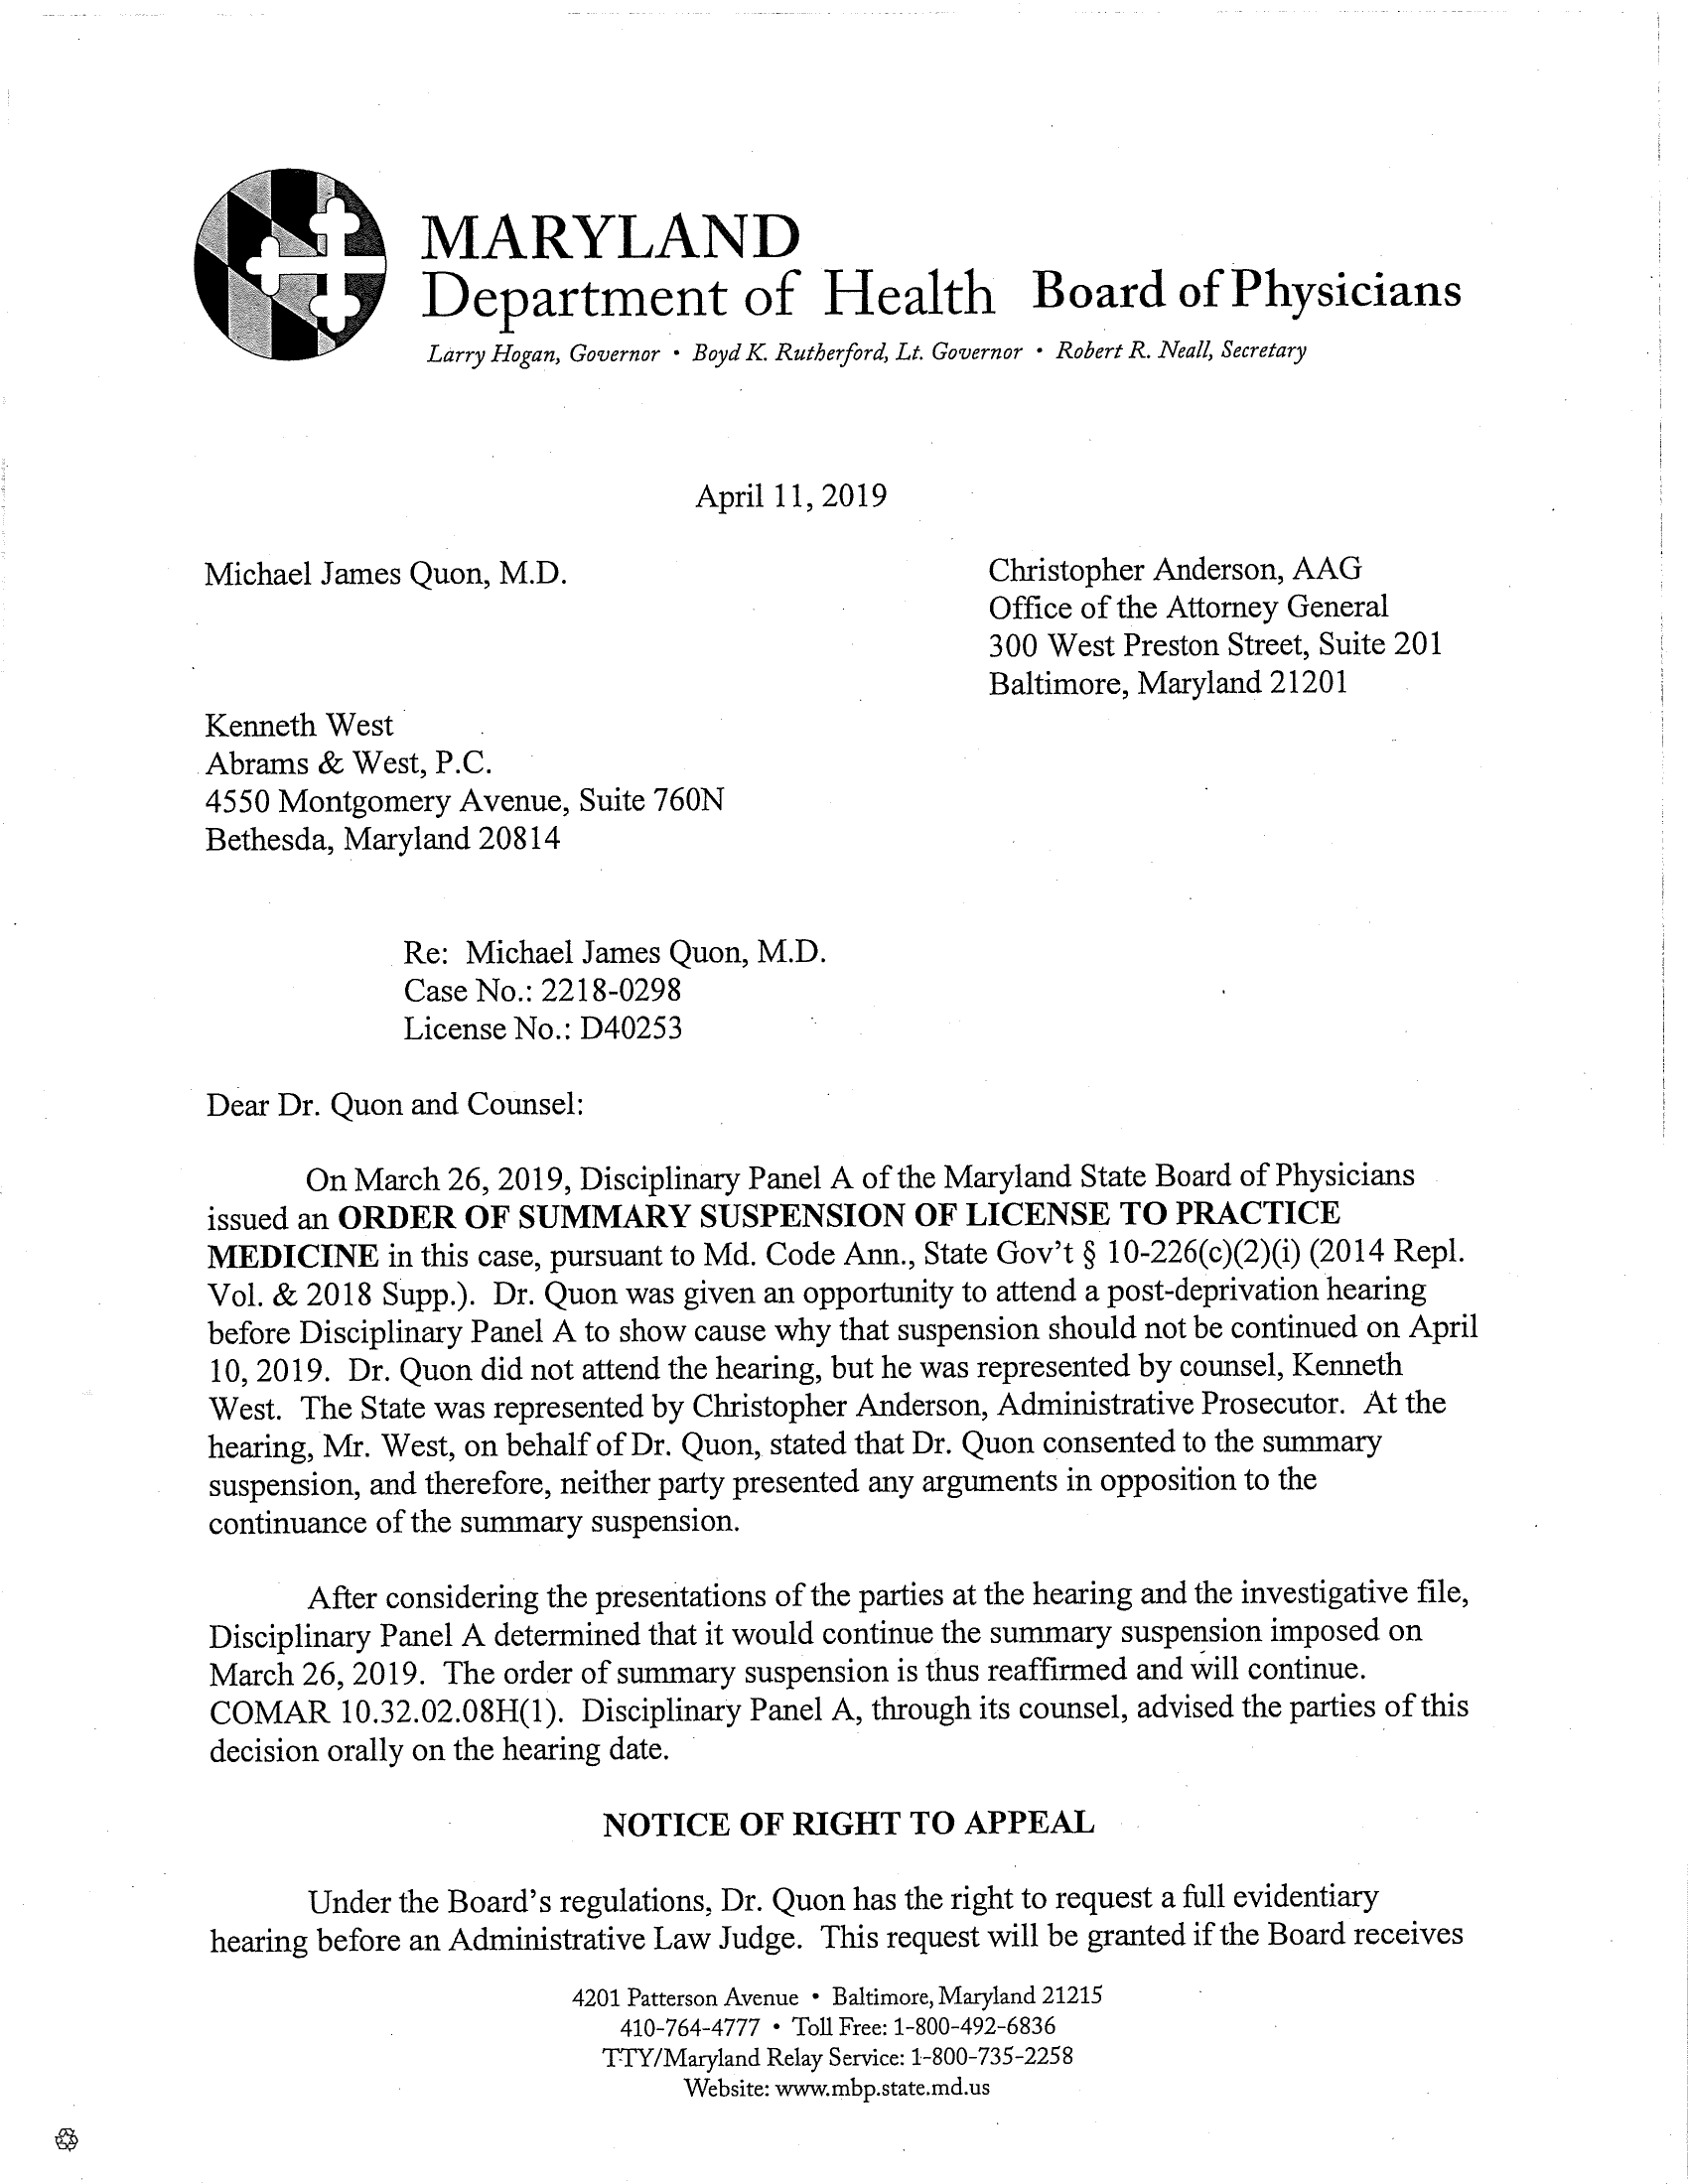 MARYLAND
Department of Health Board of Physicians
Larry Hogan, Governor • Boyd K. Rutherford, Lt. Governor • Robert R. Neall, Secretary
April 11, 2019
Michael James Quon, M.D.
Christopher Anderson, AAG
Office of the Attorney General
300 West Preston Street, Suite 201
Baltimore, Maryland 21201
Kenneth West
Abrams & West, P.C.
4550 Montgomery Avenue, Suite 760N
Bethesda, Maryland 20814
Re: Michael James Quon, M.D.
Case No.: 2218-0298
License No.: D40253
Dear Dr. Quon and Counsel:
On March 26, 2019, Disciplinary Panel A of the Maryland State Board of Physicians
issued an ORDER OF SUMMARY SUSPENSION OF LICENSE TO PRACTICE
MEDICINE in this case, pursuant to Md. Code Ann., State Gov't § 10-226(c)(2)(i) (2014 Repl.
Vol. & 2018 Supp.). Dr. Quon was given an opportunity to attend a post-deprivation hearing
before Disciplinary Panel A to show cause why that suspension should not be continued on April
10, 2019. Dr. Quon did not attend the hearing, but he was represented by counsel, Kenneth
West. The State was represented by Christopher Anderson, Administrative Prosecutor. At the
hearing, Mr. West, on behalf of Dr. Quon, stated that Dr. Quon consented to the summary
suspension, and therefore, neither party presented any arguments in opposition to the
continuance of the summary suspension.
After considering the presentations of the parties at the hearing and the investigative file,
Disciplinary Panel A determined that it would continue the summary suspension imposed on
March 26, 2019. The order of summary suspension is thus reaffirmed and will continue.
COMAR 10.32.02.08H(1). Disciplinary Panel A, through its counsel, advised the parties of this
decision orally on the hearing date.
NOTICE OF RIGHT TO APPEAL
Under the Board's regulations, Dr. Quon has the right to request a full evidentiary
hearing before an Administrative Law Judge. This request will be granted if the Board receives
4201 Patterson Avenue • Baltimore, Maryland 21215
410-764-4777 • Toll Free: 1-800-492-6836
TTY/Maryland Relay Service: 1-800-735-2258
Website: www.mbp.state.md.us